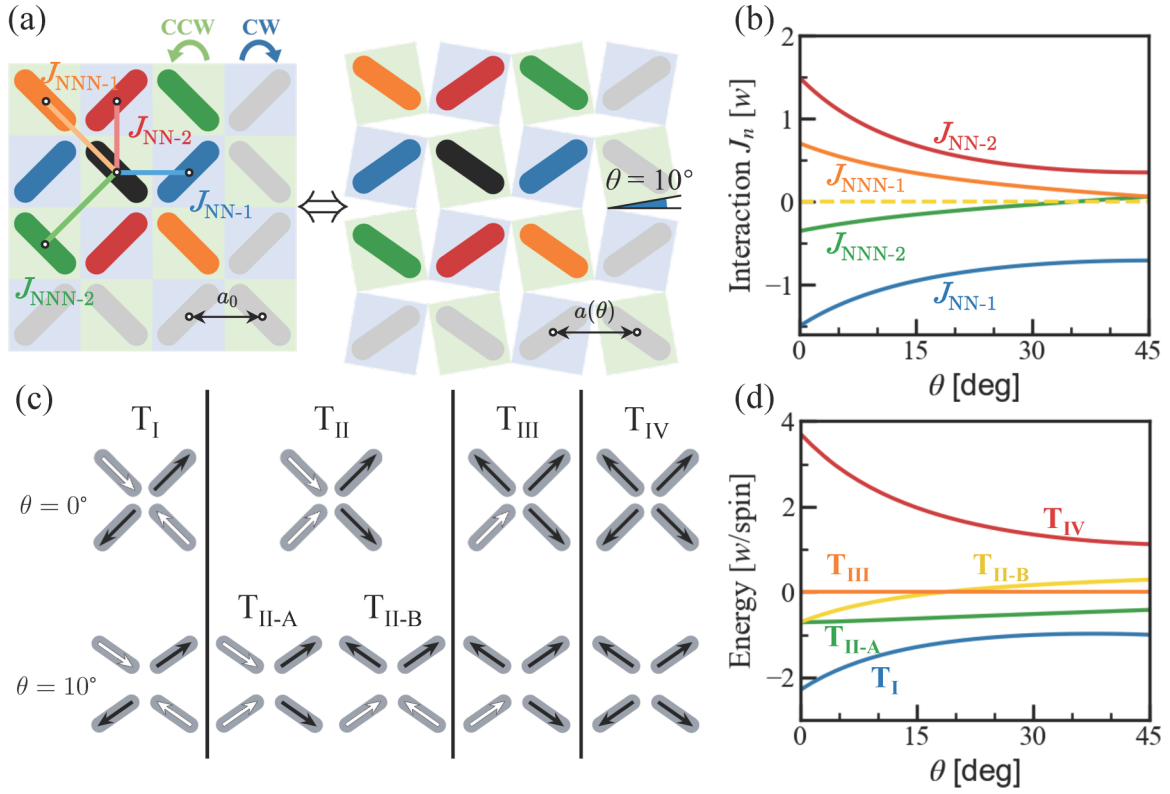 (a)
CCW CW
J_NNN-1
J_NN-2
J_NN-1
J_NNN-2
a_0
θ = 10°
a(θ)
(b)
Interaction J_n [w]
2
1
0
−1
J_NN-2
J_NNN-1
J_NNN-2
J_NN-1
0 15 30 45
θ [deg]
(c)
T_I T_II T_III T_IV
θ = 0°
T_II-A T_II-B
θ = 10°
(d)
Energy [w/spin]
4
2
0
−2
T_IV
T_III T_II-B
T_II-A
T_I
0 15 30 45
θ [deg]